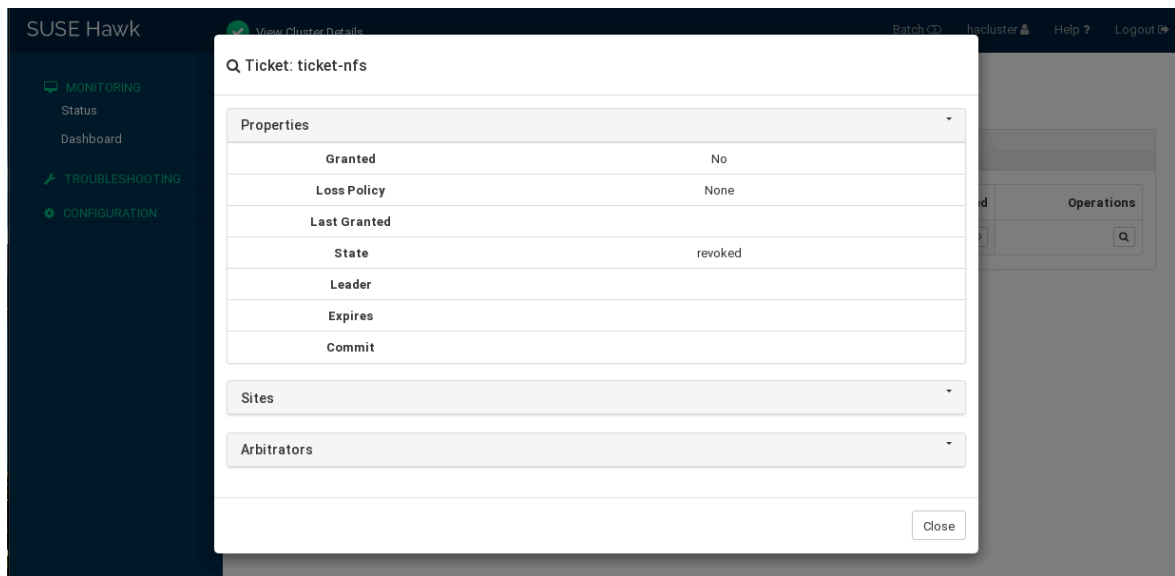 SUSE Hawk
View Cluster Details
Batch
hacluster
Help ?
Logout
MONITORING
Status
Dashboard
TROUBLESHOOTING
CONFIGURATION
Ticket: ticket-nfs
Properties
Granted No
Loss Policy None
Last Granted
State revoked
Leader
Expires
Commit
Sites
Arbitrators
Close
Operations